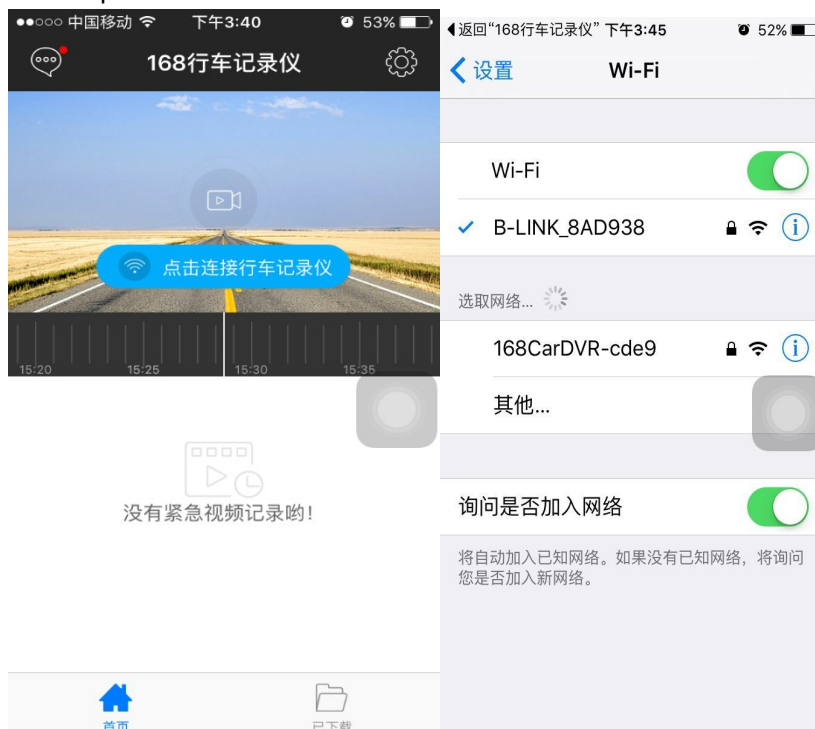 中国移动 下午3:40 53%
168行车记录仪
点击连接行车记录仪
15:20 15:25 15:30 15:35
没有紧急视频记录哟!
首页 已下载
返回“168行车记录仪” 下午3:45 52%
设置 Wi-Fi
Wi-Fi
B-LINK_8AD938
选取网络...
168CarDVR-cde9
其他...
询问是否加入网络
将自动加入已知网络。如果没有已知网络，将询问
您是否加入新网络。